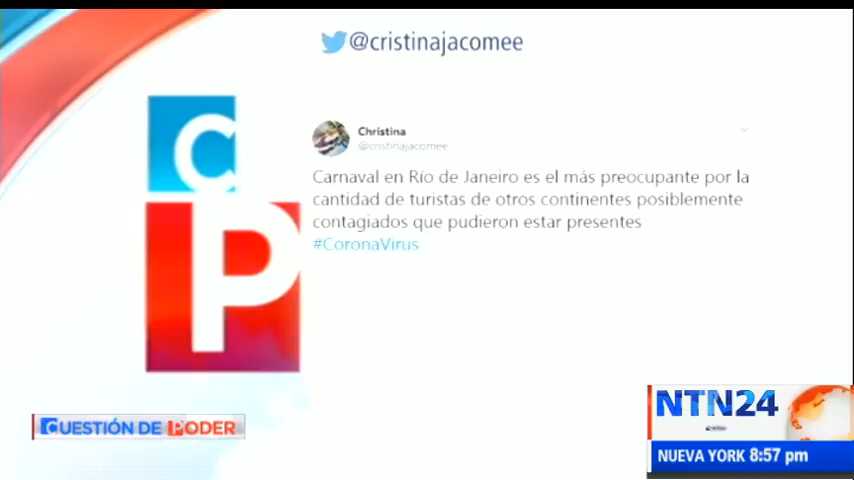 @cristinajacomee
C
P
Christina
@cristinajacomee
Carnaval en Río de Janeiro es el más preocupante por la
cantidad de turistas de otros continentes posiblemente
contagiados que pudieron estar presentes
#CoronaVirus
CUESTIÓN DE PODER
NTN24
NUEVA YORK 8:57 pm